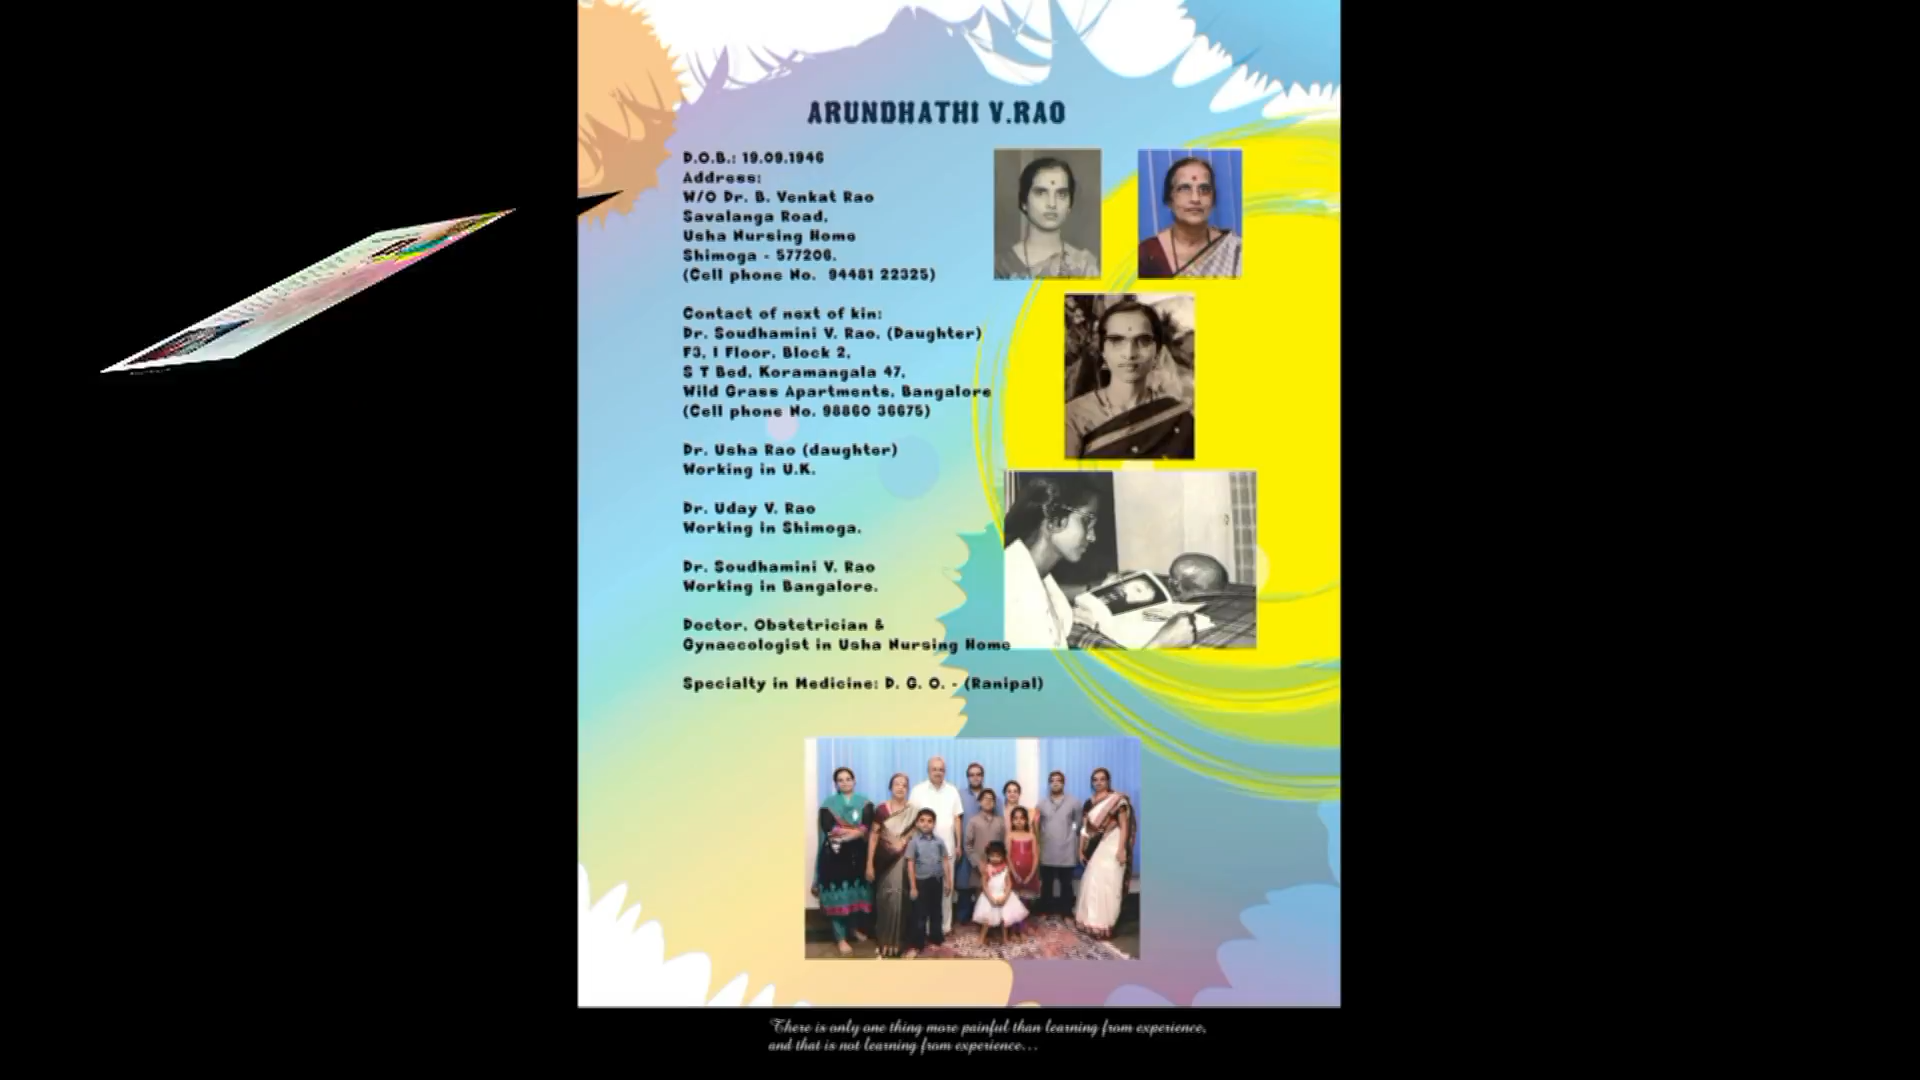 ARUNDHATHI V.RAO
D.O.B.: 19.09.1946
Address:
W/O Dr. B. Venkat Rao
Savalanga Road,
Usha Nursing Home
Shimoga - 577206.
(Cell phone No. 94481 22325)
Contact of next of kin:
Dr. Soudhamini V. Rao, (Daughter)
F3, I Floor, Block 2,
S T Bed, Koramangala 47,
Wild Grass Apartments, Bangalore
(Cell phone No. 98860 36675)
Dr. Usha Rao (daughter)
Working in U.K.
Dr. Uday V. Rao
Working in Shimoga.
Dr. Soudhamini V. Rao
Working in Bangalore.
Doctor, Obstetrician &
Gynaecologist in Usha Nursing Home
Specialty in Medicine: D. G. O. - (Ranipal)
There is only one thing more painful than learning from experience,
and that is not learning from experience...